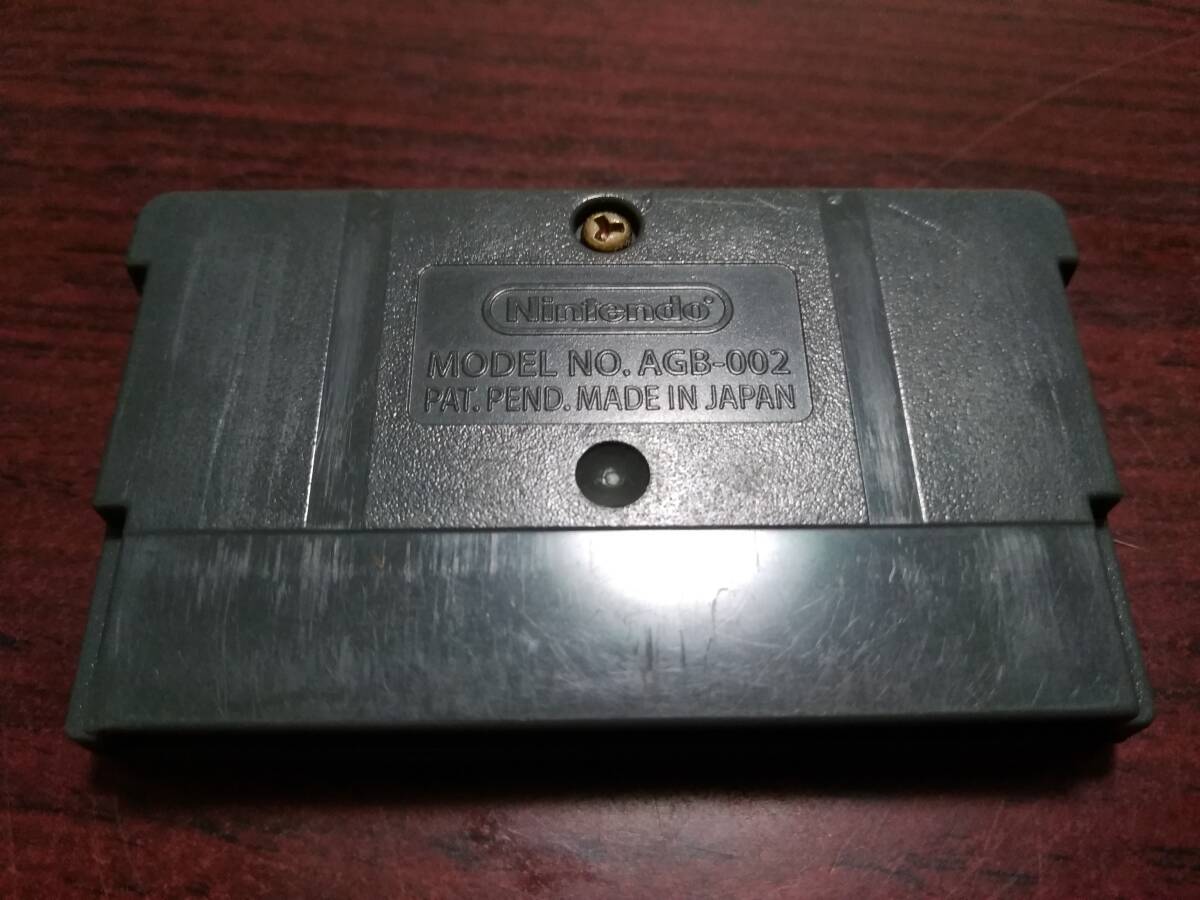 Nintendo®
MODEL NO. AGB-002
PAT. PEND. MADE IN JAPAN